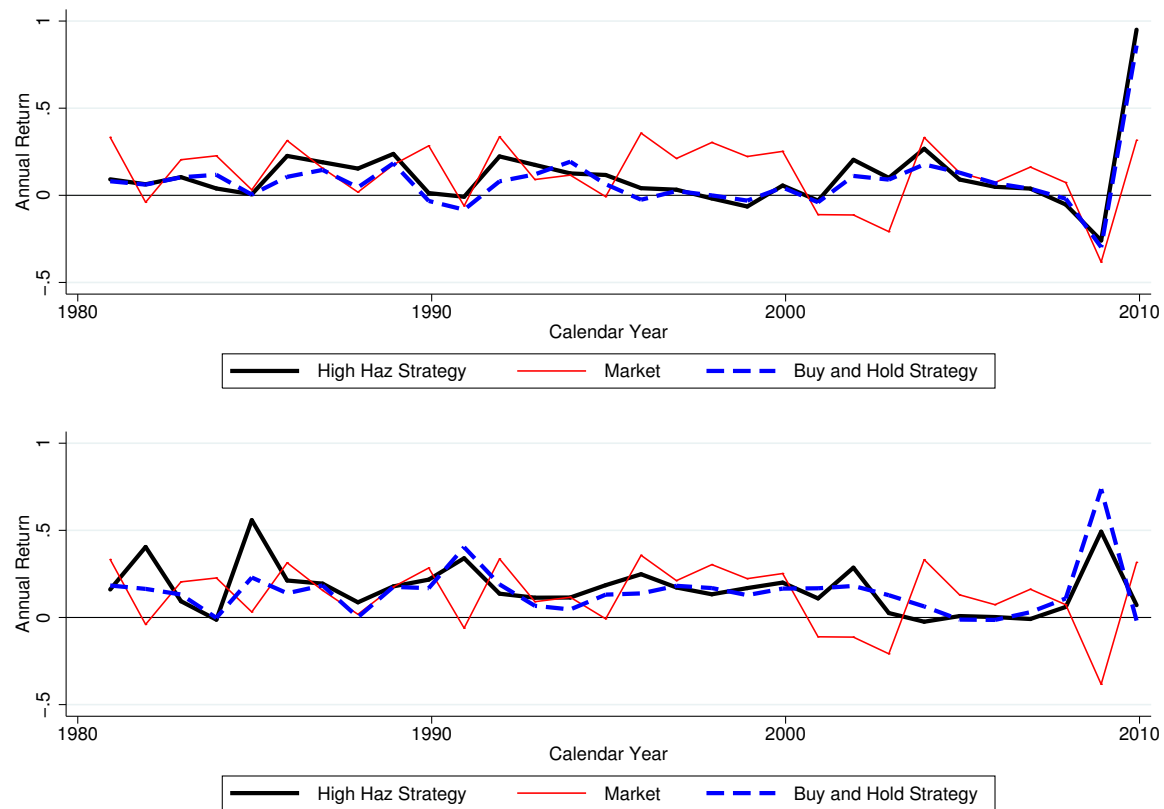 1
.5
0
-.5
Annual Return
1980 1990 2000 2010
Calendar Year
High Haz Strategy Market Buy and Hold Strategy
1
.5
0
-.5
Annual Return
1980 1990 2000 2010
Calendar Year
High Haz Strategy Market Buy and Hold Strategy